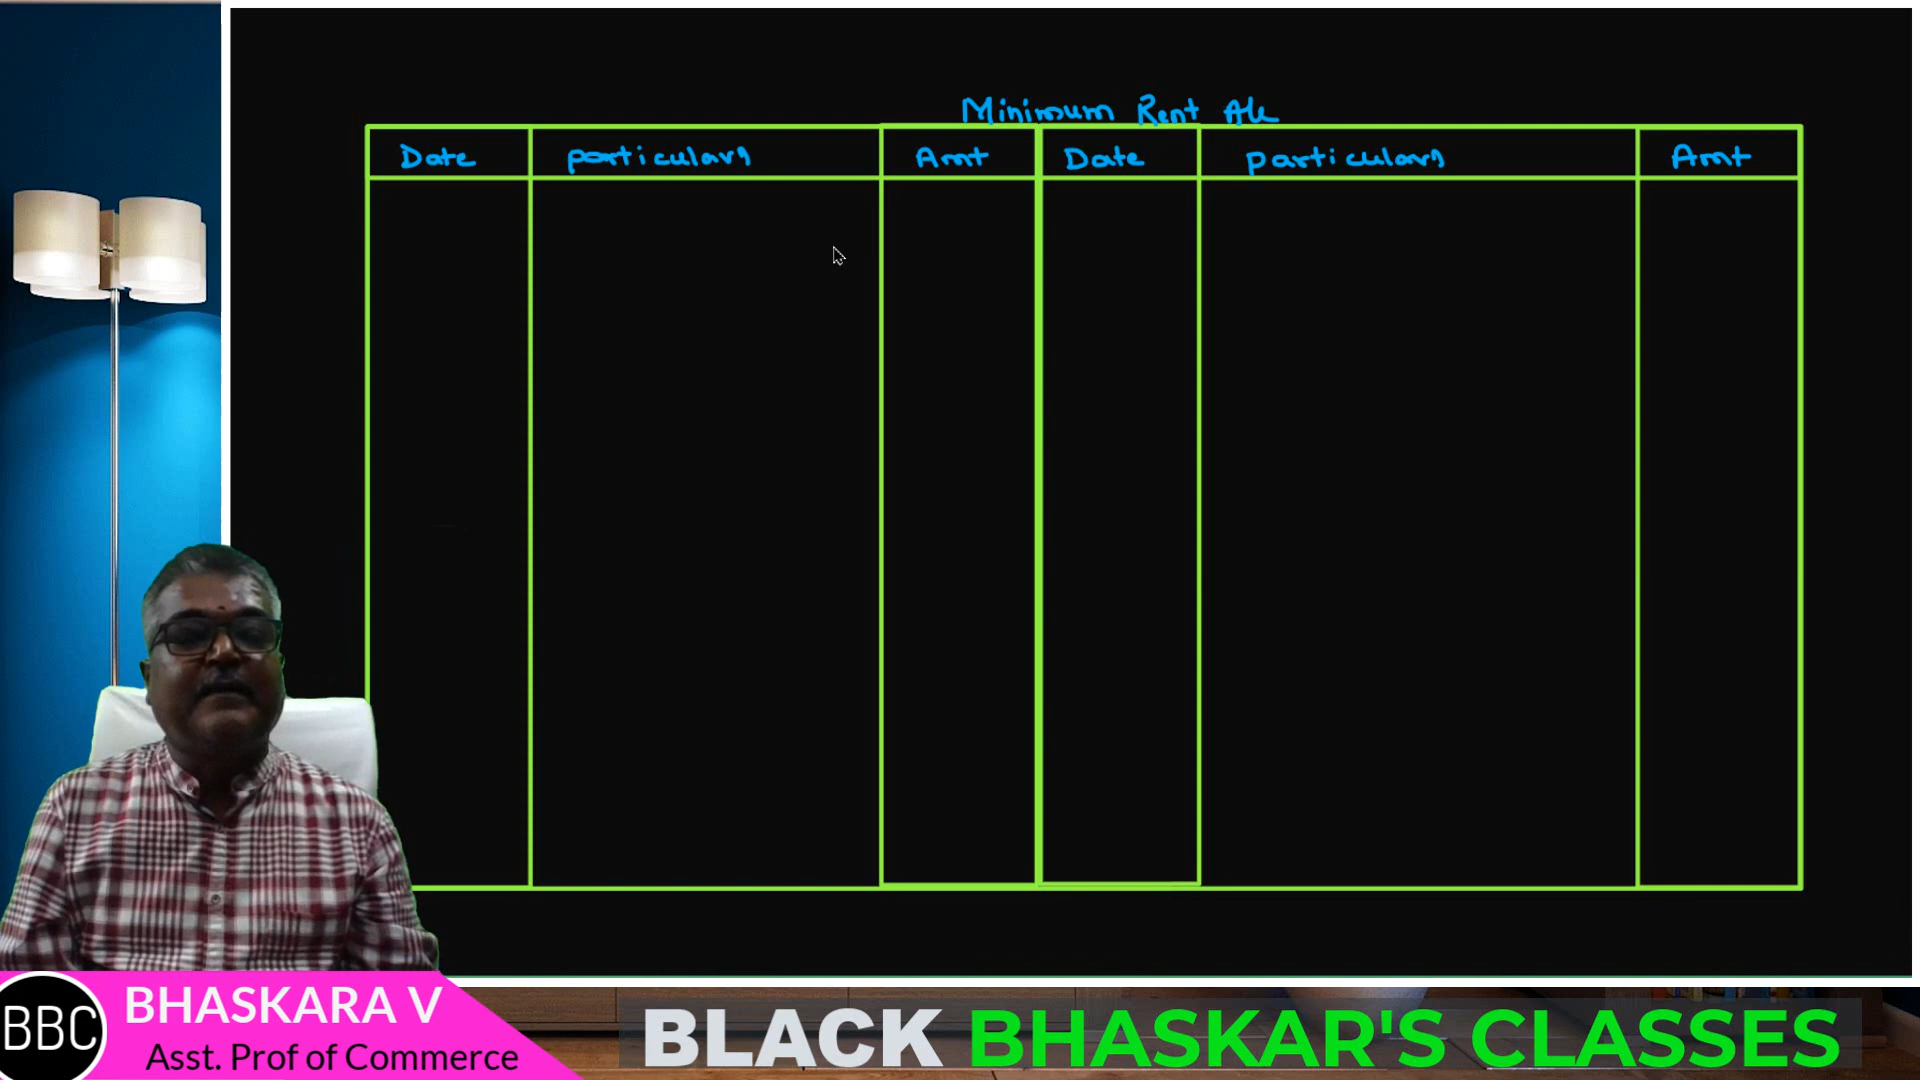 Minimum Rent A/c
Date particulars Amt Date particulars Amt
BBC
BHASKARA V
Asst. Prof of Commerce
BLACK BHASKAR'S CLASSES